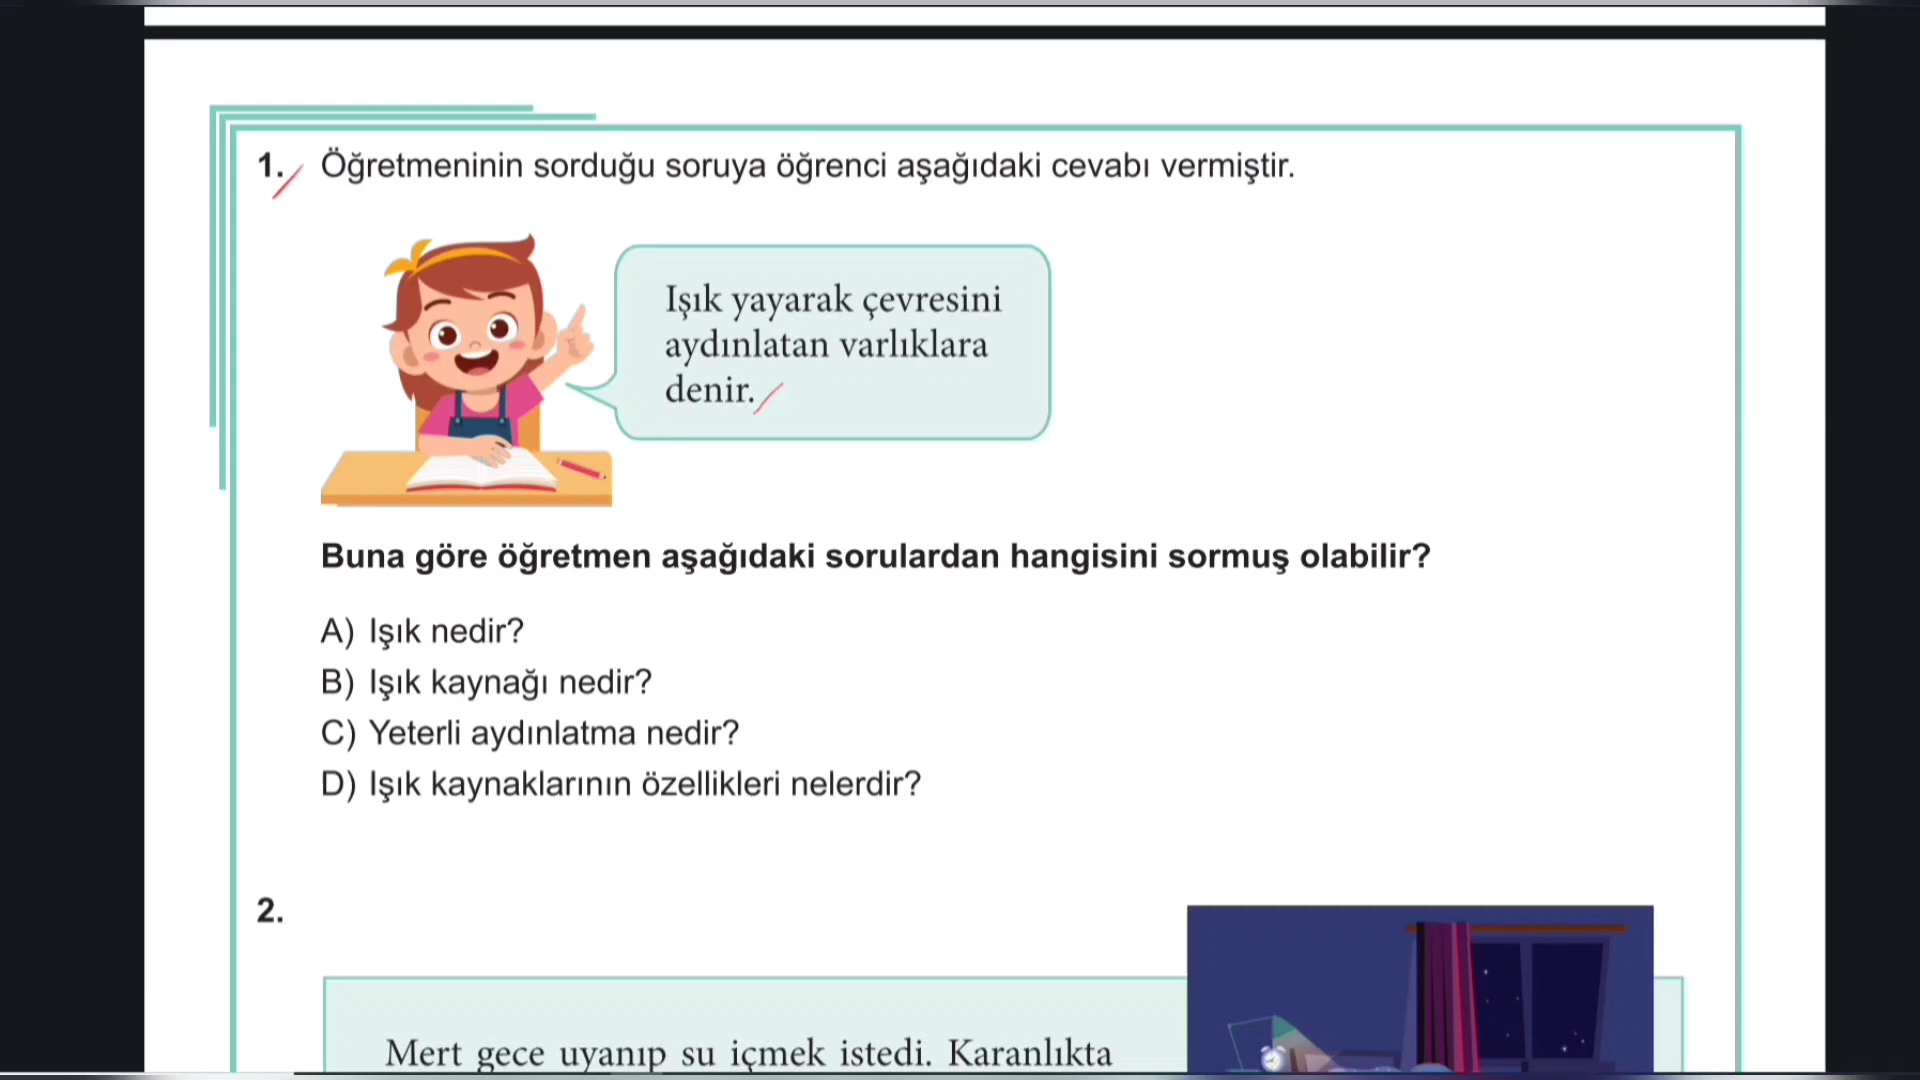 1. Öğretmeninin sorduğu soruya öğrenci aşağıdaki cevabı vermiştir.
Işık yayarak çevresini
aydınlatan varlıklara
denir.
Buna göre öğretmen aşağıdaki sorulardan hangisini sormuş olabilir?
A) Işık nedir?
B) Işık kaynağı nedir?
C) Yeterli aydınlatma nedir?
D) Işık kaynaklarının özellikleri nelerdir?
2.
Mert gece uyanıp su içmek istedi. Karanlıkta